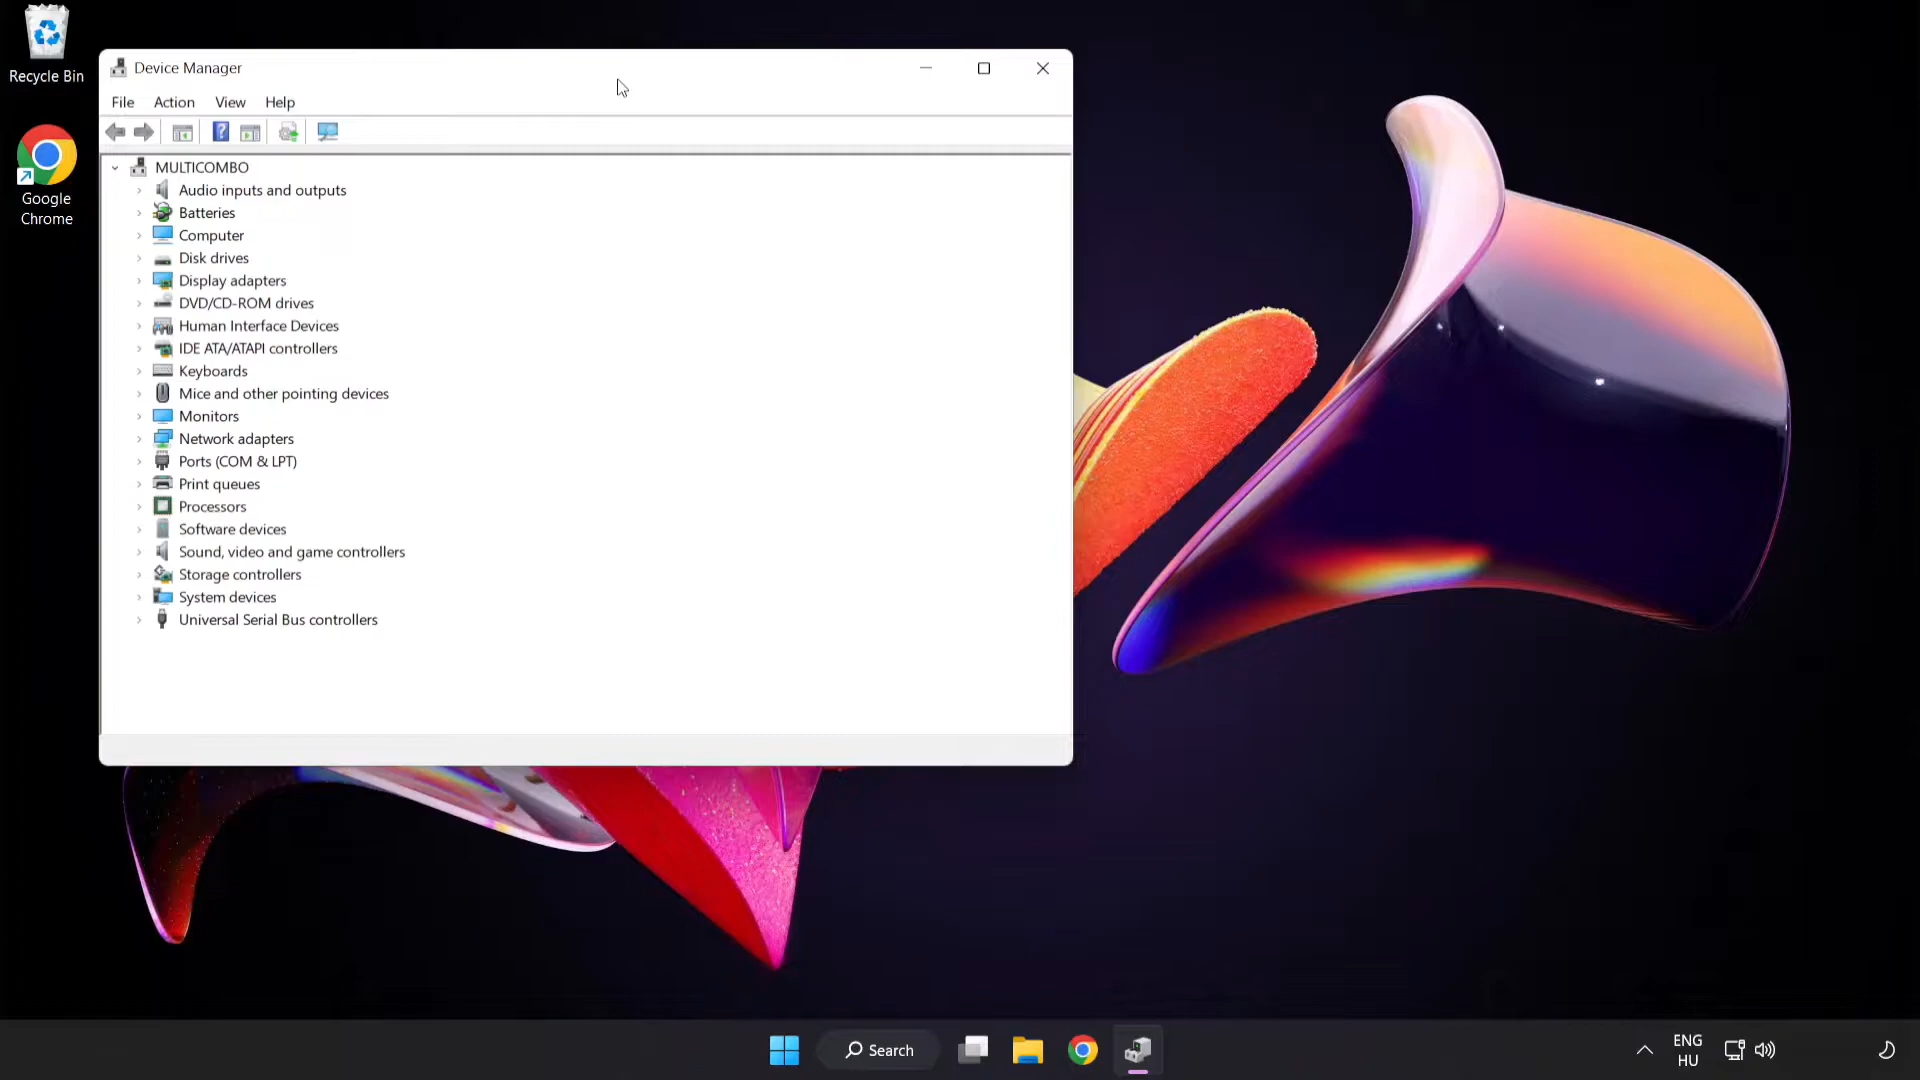 Recycle Bin
Google
Chrome
Device Manager
File Action View Help
MULTICOMBO
Audio inputs and outputs
Batteries
Computer
Disk drives
Display adapters
DVD/CD-ROM drives
Human Interface Devices
IDE ATA/ATAPI controllers
Keyboards
Mice and other pointing devices
Monitors
Network adapters
Ports (COM & LPT)
Print queues
Processors
Software devices
Sound, video and game controllers
Storage controllers
System devices
Universal Serial Bus controllers
Search
ENG
HU